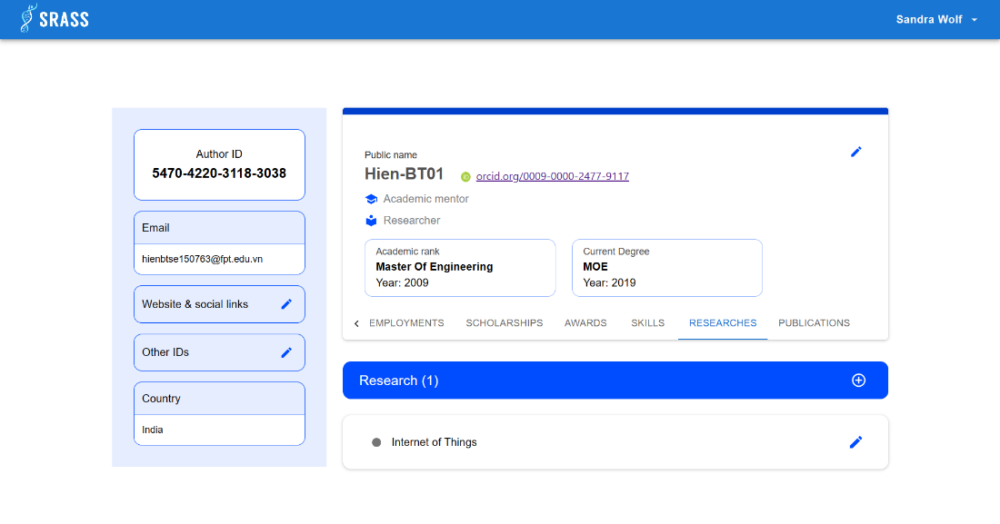 SRASS
Sandra Wolf
Author ID
5470-4220-3118-3038
Email
hienbtse150763@fpt.edu.vn
Website & social links
Other IDs
Country
India
Public name
Hien-BT01
iD orcid.org/0009-0000-2477-9117
Academic mentor
Researcher
Academic rank
Master Of Engineering
Year: 2009
Current Degree
MOE
Year: 2019
EMPLOYMENTS SCHOLARSHIPS AWARDS SKILLS RESEARCHES PUBLICATIONS
Research (1)
Internet of Things